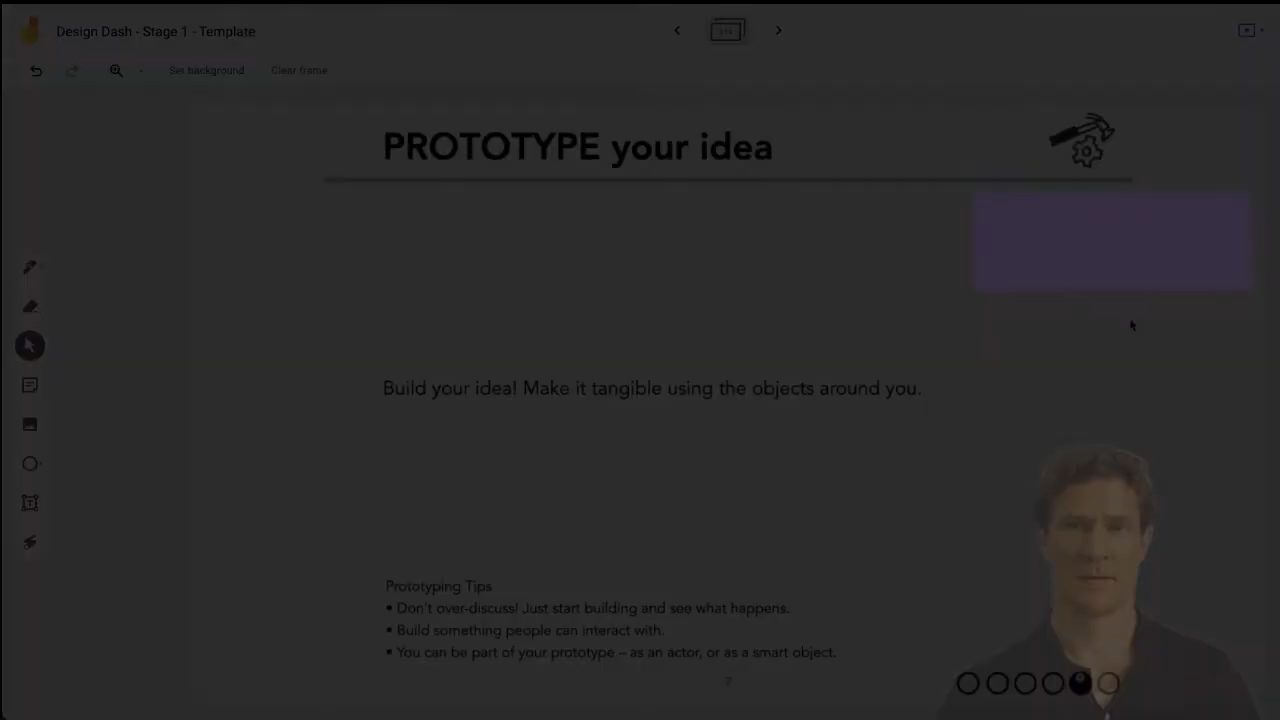 Design Dash - Stage 1 - Template
Set background
Clear frame
PROTOTYPE your idea
Build your idea! Make it tangible using the objects around you.
Prototyping Tips
• Don't over-discuss! Just start building and see what happens.
• Build something people can interact with.
• You can be part of your prototype – as an actor, or as a smart object.
7